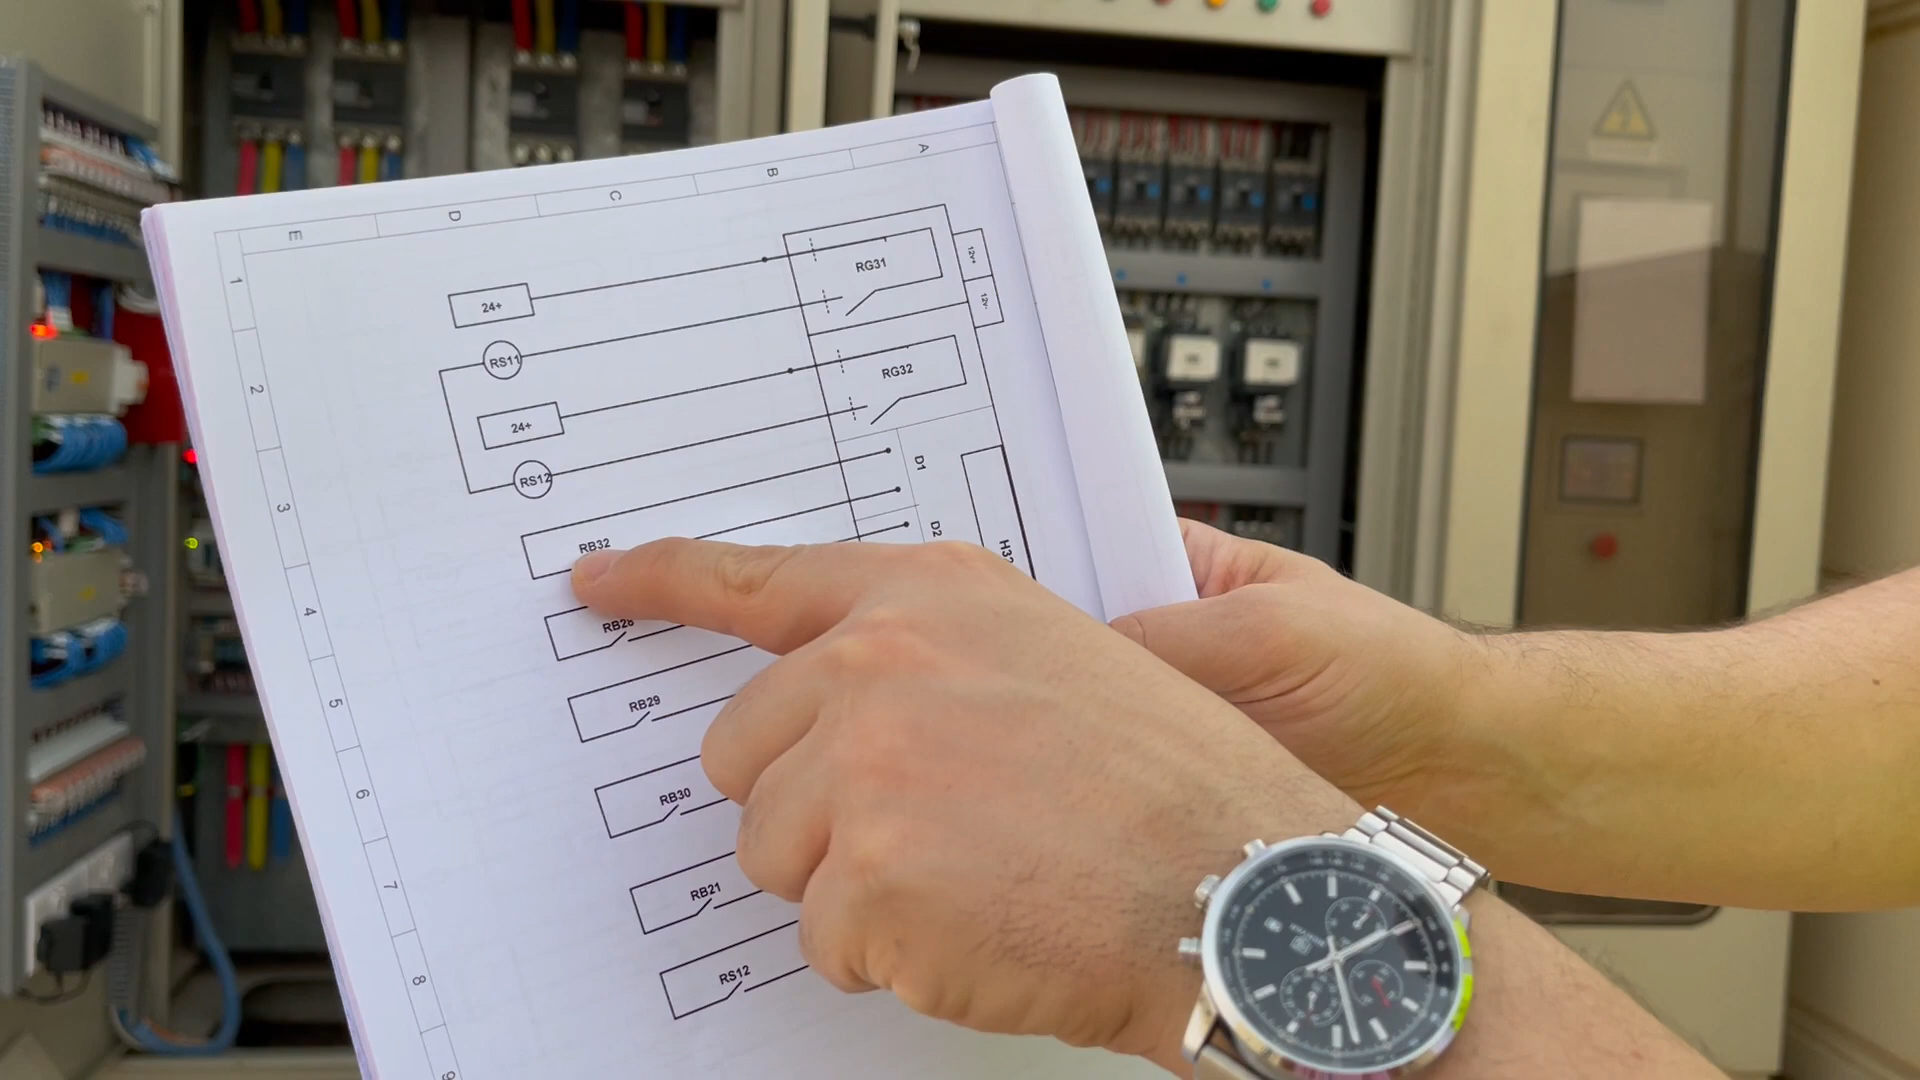 A
B
C
D
E
1
2
3
4
5
6
7
8
9
12v+
12v-
RG31
24+
RS11
RG32
24+
RS12
D1
D2
RB32
RB28
RB29
RB30
RB21
RS12